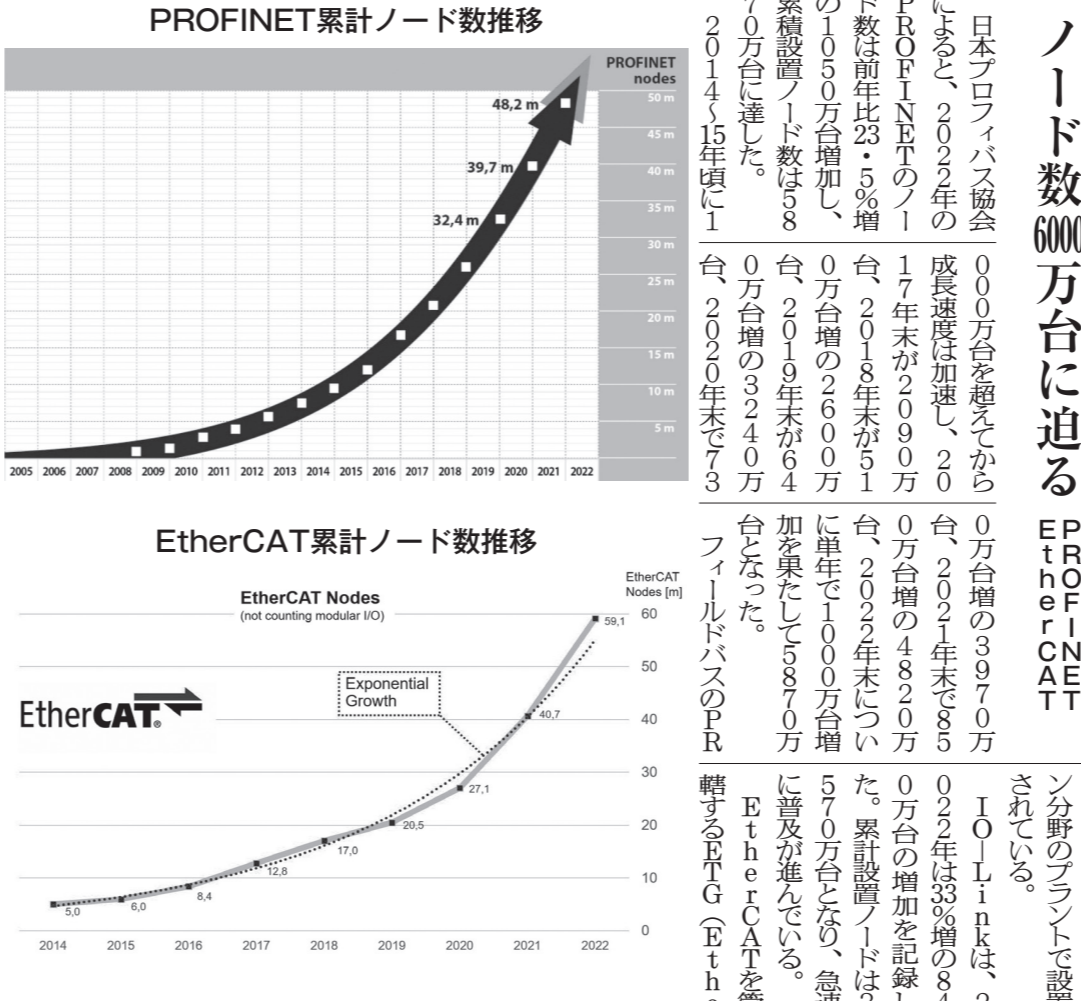 ノード数6000万台に迫る
PROFINET
EtherCAT
日本プロフィバス協会
によると、2022年の
PROFINETのノー
ド数は前年比23・5%増
の1050万台増加し、
累積設置ノード数は58
70万台に達した。
2014〜15年頃に1
000万台を超えてから
成長速度は加速し、20
17年末が2090万
台、2018年末が51
0万台増の2600万
台、2019年末が64
0万台増の3240万
台、2020年末で73
0万台増の3970万
台、2021年末で85
0万台増の4820万
台、2022年末につい
に単年で1000万台増
加を果たして5870万
台となった。
フィールドバスのPR
ン分野のプラントで設置
されている。
IO―Linkは、2
022年は33%増の84
0万台の増加を記録し
た。累計設置ノードは2
570万台となり、急速
に普及が進んでいる。
EtherCATを管
轄するETG(Ethe
PROFINET累計ノード数推移
PROFINET
nodes
50 m
48,2 m
45 m
39,7 m
40 m
35 m
32,4 m
30 m
25 m
20 m
15 m
10 m
5 m
2005 2006 2007 2008 2009 2010 2011 2012 2013 2014 2015 2016 2017 2018 2019 2020 2021 2022
EtherCAT累計ノード数推移
EtherCAT Nodes
(not counting modular I/O)
EtherCAT
Nodes [m]
EtherCAT®
Exponential
Growth
60
50
40
30
20
10
0
5,0
6,0
8,4
12,8
17,0
20,5
27,1
40,7
59,1
2014 2015 2016 2017 2018 2019 2020 2021 2022